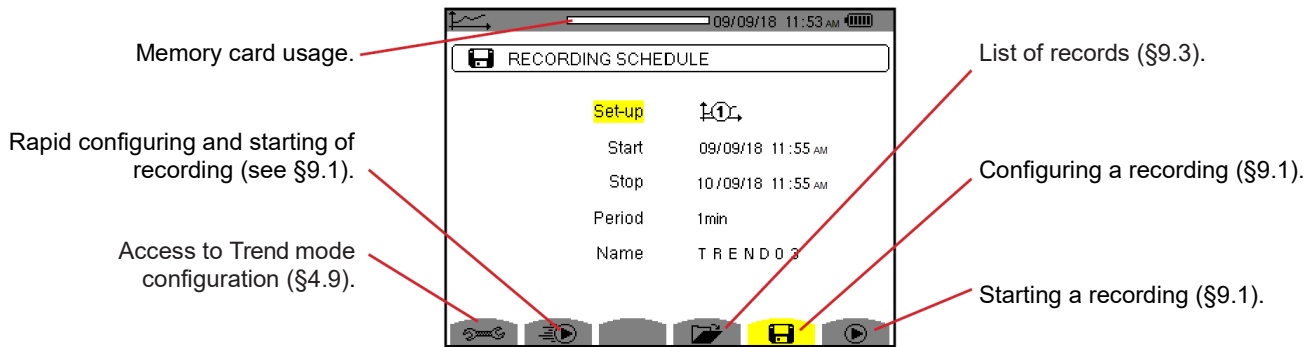 09/09/18 11:53 AM
Memory card usage.
List of records (§9.3).
RECORDING SCHEDULE
Set-up 1
Rapid configuring and starting of
recording (see §9.1).
Start 09/09/18 11:55 AM
Stop 10/09/18 11:55 AM
Configuring a recording (§9.1).
Period 1min
Access to Trend mode
configuration (§4.9).
Name TREND03
Starting a recording (§9.1).